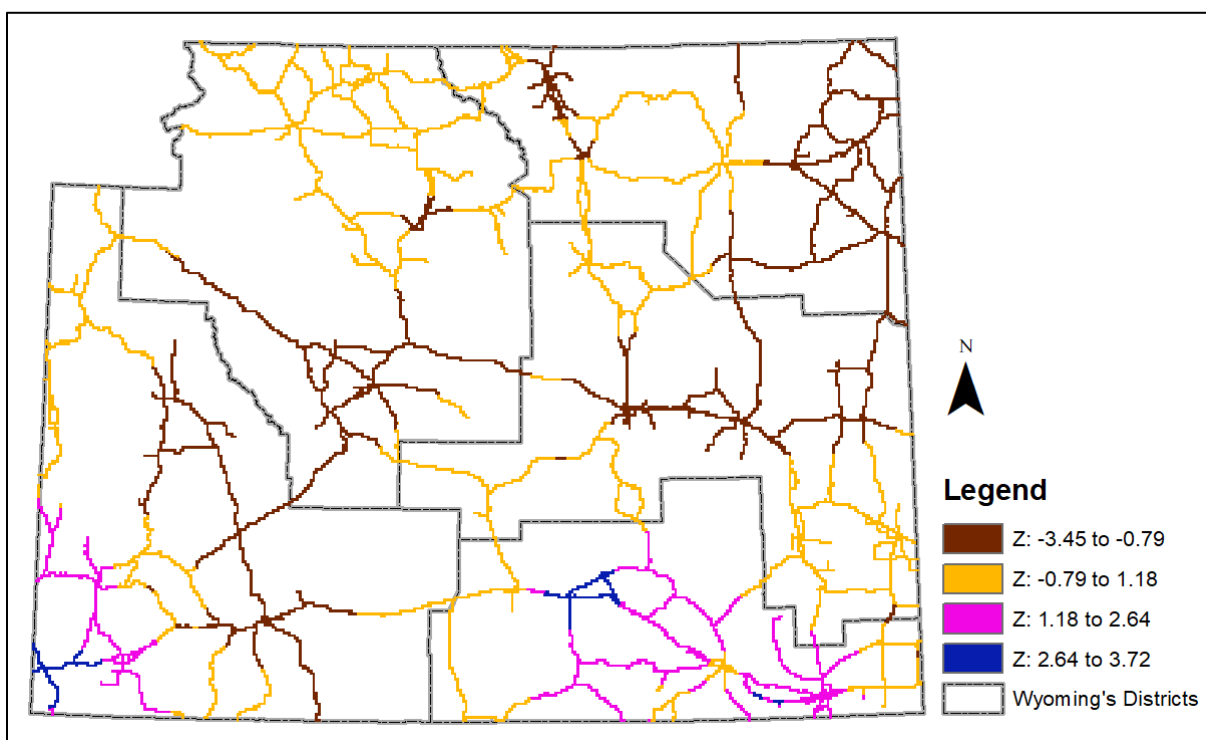 N
Legend
Z: -3.45 to -0.79
Z: -0.79 to 1.18
Z: 1.18 to 2.64
Z: 2.64 to 3.72
Wyoming's Districts